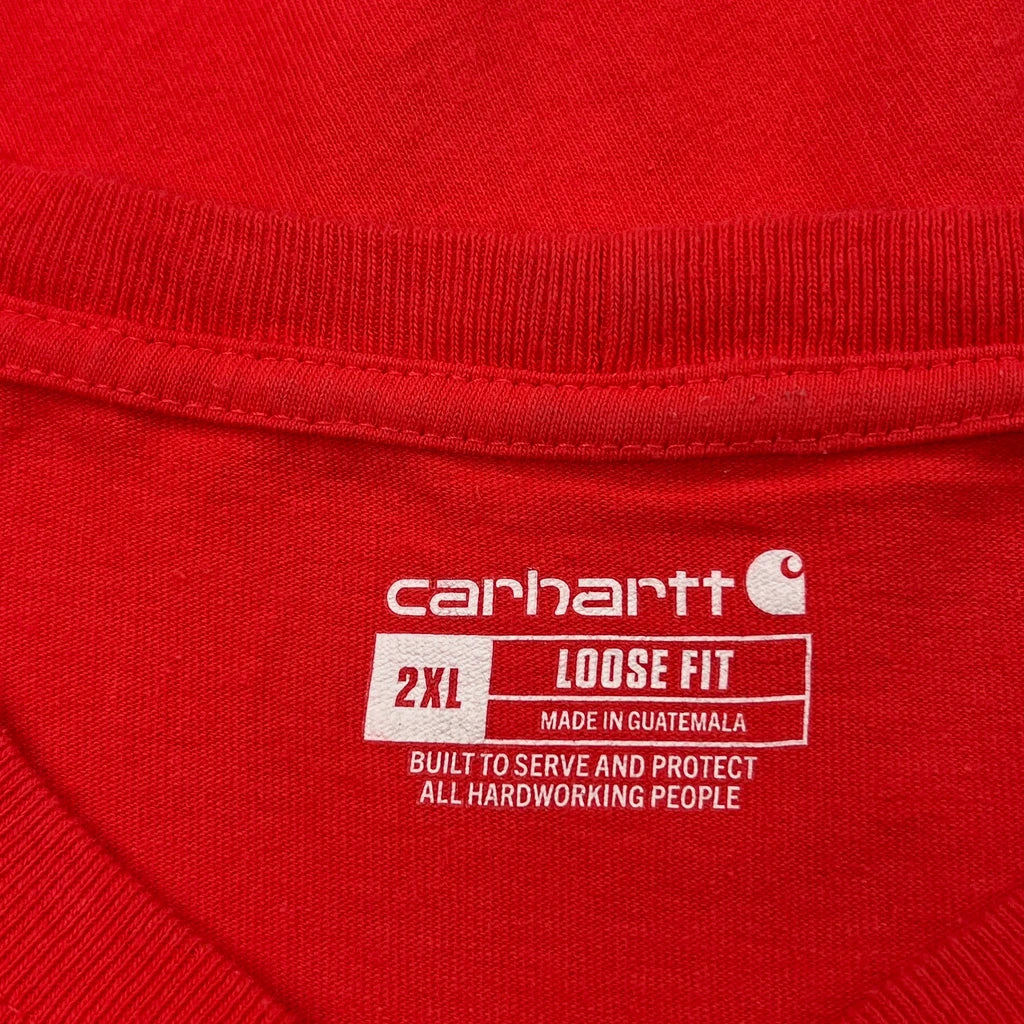 carhartt
2XL
LOOSE FIT
MADE IN GUATEMALA
BUILT TO SERVE AND PROTECT
ALL HARDWORKING PEOPLE